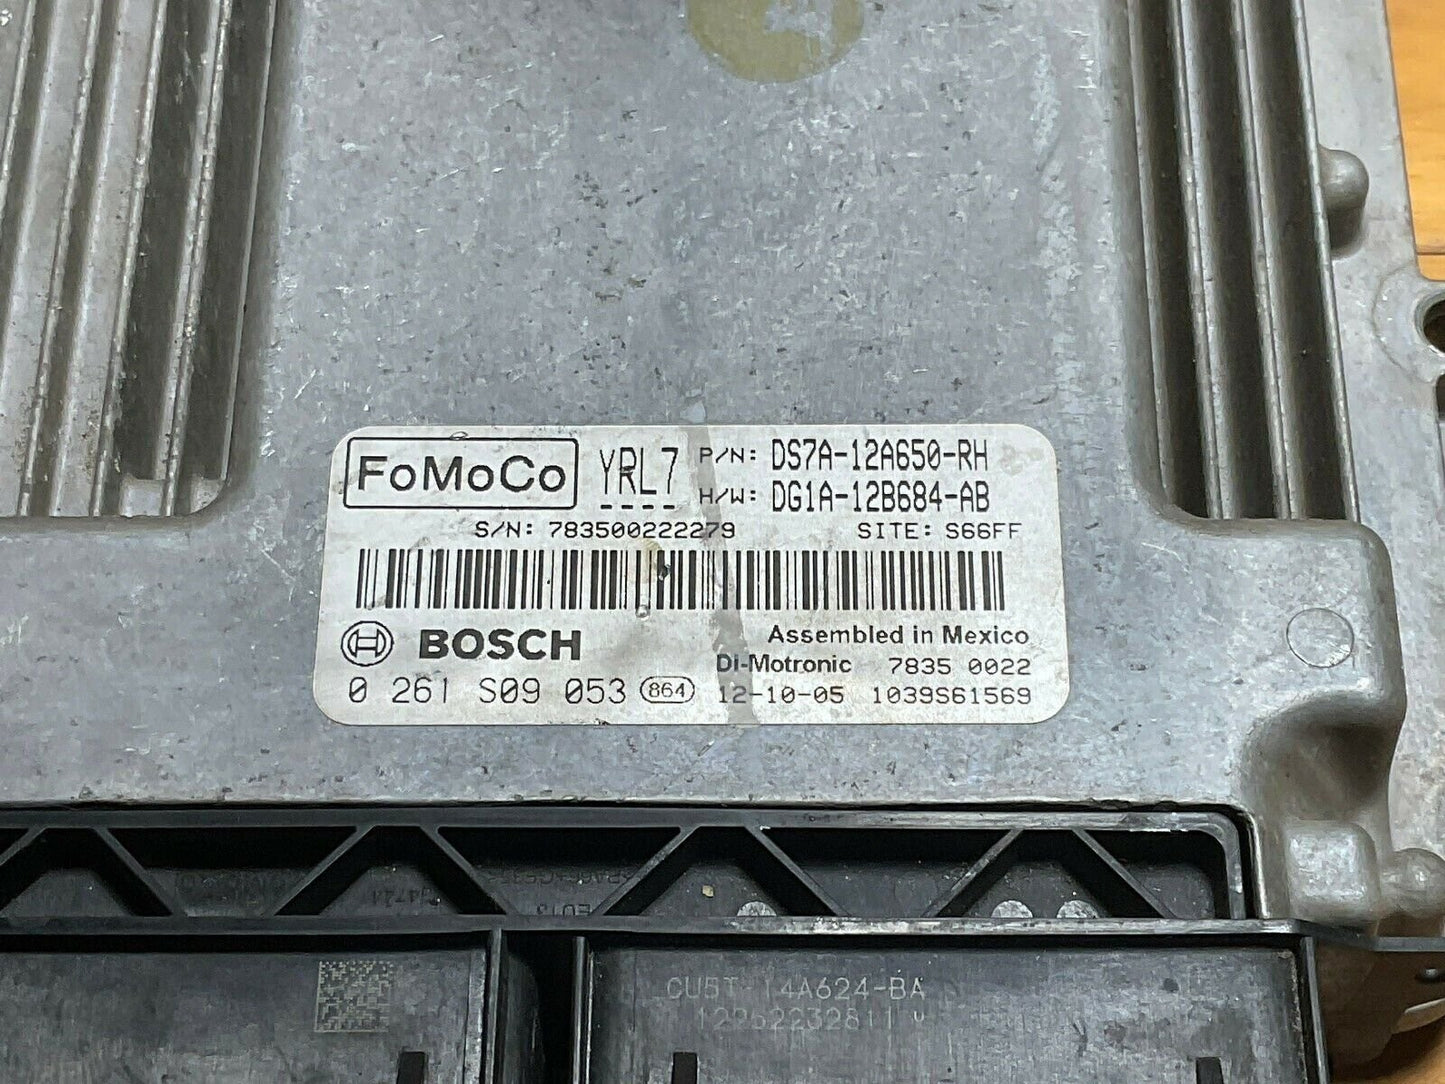 FoMoCo YRL7 P/N: DS7A-12A650-RH
H/W: DG1A-12B684-AB
S/N: 783500222279 SITE: S66FF
BOSCH Assembled in Mexico
DI-Motronic 7835 0022
0 261 S09 053 864 12-10-05 1039S61569
CU5T-14A624-BA